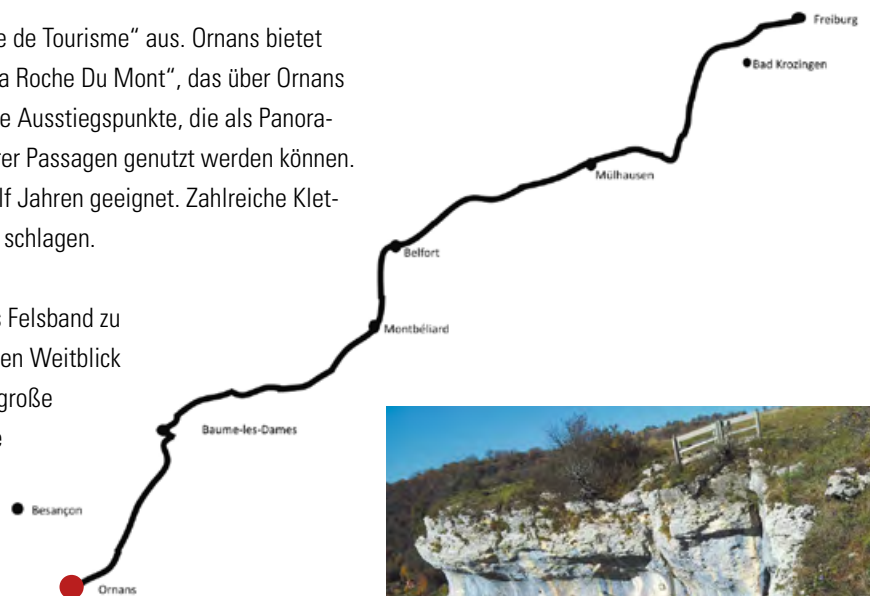 e de Tourisme“ aus. Ornans bietet
a Roche Du Mont“, das über Ornans
e Ausstiegspunkte, die als Panora-
rer Passagen genutzt werden können.
lf Jahren geeignet. Zahlreiche Klet-
schlagen.
s Felsband zu
en Weitblick
große
e
Freiburg
Bad Krozingen
Mülhausen
Belfort
Montbéliard
Baume-les-Dames
Besançon
Ornans